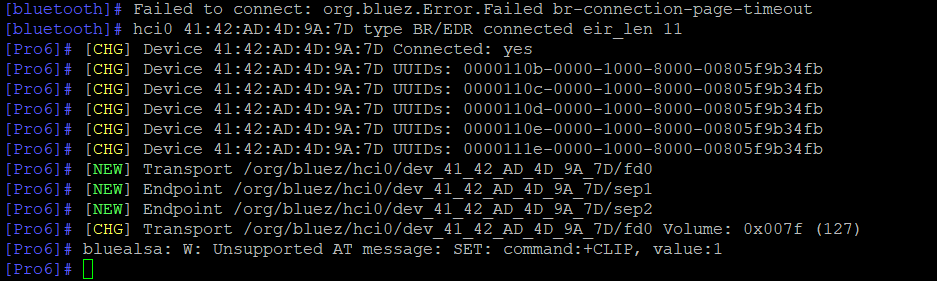 [bluetooth]# Failed to connect: org.bluez.Error.Failed br-connection-page-timeout
[bluetooth]# hci0 41:42:AD:4D:9A:7D type BR/EDR connected eir_len 11
[Pro6]# [CHG] Device 41:42:AD:4D:9A:7D Connected: yes
[Pro6]# [CHG] Device 41:42:AD:4D:9A:7D UUIDs: 0000110b-0000-1000-8000-00805f9b34fb
[Pro6]# [CHG] Device 41:42:AD:4D:9A:7D UUIDs: 0000110c-0000-1000-8000-00805f9b34fb
[Pro6]# [CHG] Device 41:42:AD:4D:9A:7D UUIDs: 0000110d-0000-1000-8000-00805f9b34fb
[Pro6]# [CHG] Device 41:42:AD:4D:9A:7D UUIDs: 0000110e-0000-1000-8000-00805f9b34fb
[Pro6]# [CHG] Device 41:42:AD:4D:9A:7D UUIDs: 0000111e-0000-1000-8000-00805f9b34fb
[Pro6]# [NEW] Transport /org/bluez/hci0/dev_41_42_AD_4D_9A_7D/fd0
[Pro6]# [NEW] Endpoint /org/bluez/hci0/dev_41_42_AD_4D_9A_7D/sep1
[Pro6]# [NEW] Endpoint /org/bluez/hci0/dev_41_42_AD_4D_9A_7D/sep2
[Pro6]# [CHG] Transport /org/bluez/hci0/dev_41_42_AD_4D_9A_7D/fd0 Volume: 0x007f (127)
[Pro6]# bluealsa: W: Unsupported AT message: SET: command:+CLIP, value:1
[Pro6]#